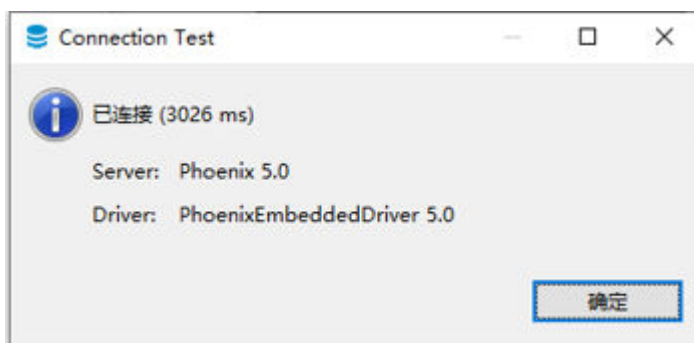 Connection Test
已连接 (3026 ms)
Server: Phoenix 5.0
Driver: PhoenixEmbeddedDriver 5.0
确定